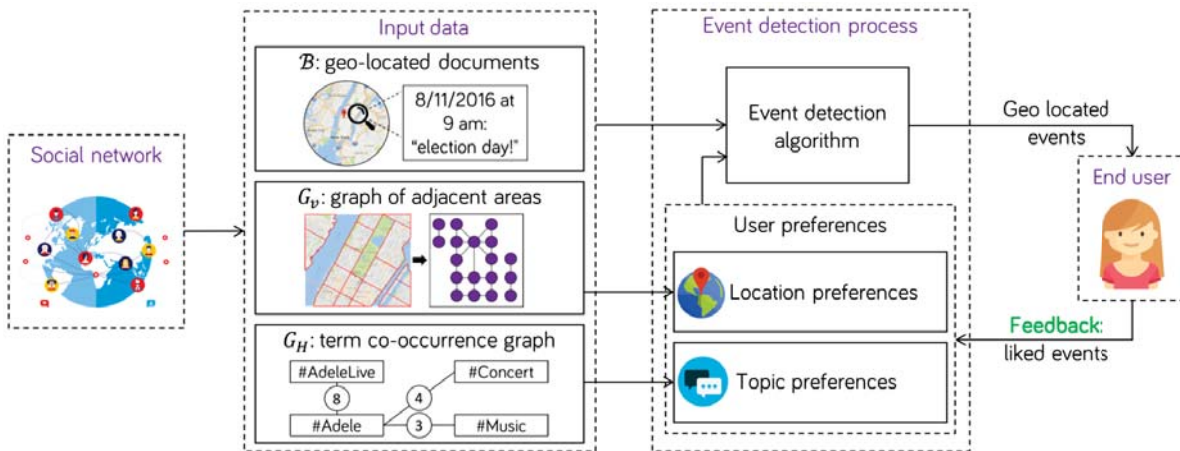 Social network
Input data
ℬ: geo-located documents
8/11/2016 at
9 am:
“election day!”
G_v: graph of adjacent areas
G_H: term co-occurrence graph
#AdeleLive
#Concert
8
4
#Adele
3
#Music
Event detection process
Event detection
algorithm
User preferences
Location preferences
Topic preferences
Geo located
events
End user
Feedback:
liked events